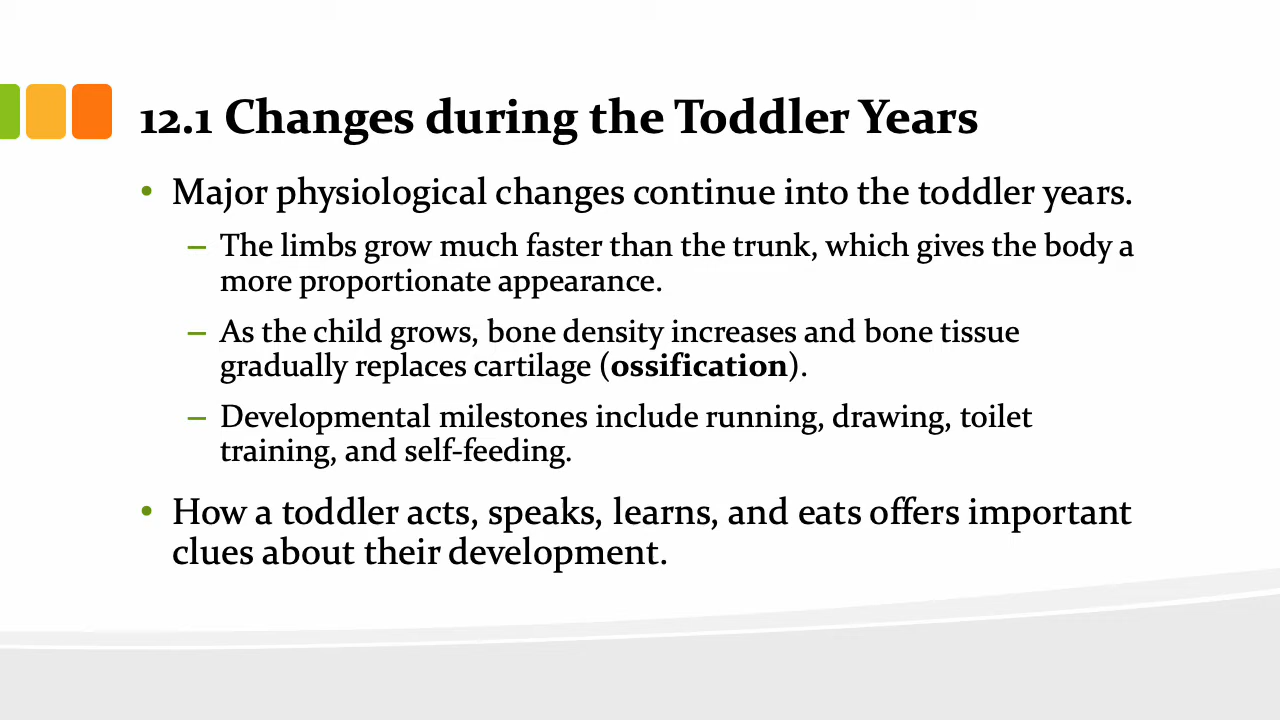 12.1 Changes during the Toddler Years
• Major physiological changes continue into the toddler years.
– The limbs grow much faster than the trunk, which gives the body a
more proportionate appearance.
– As the child grows, bone density increases and bone tissue
gradually replaces cartilage (ossification).
– Developmental milestones include running, drawing, toilet
training, and self-feeding.
• How a toddler acts, speaks, learns, and eats offers important
clues about their development.